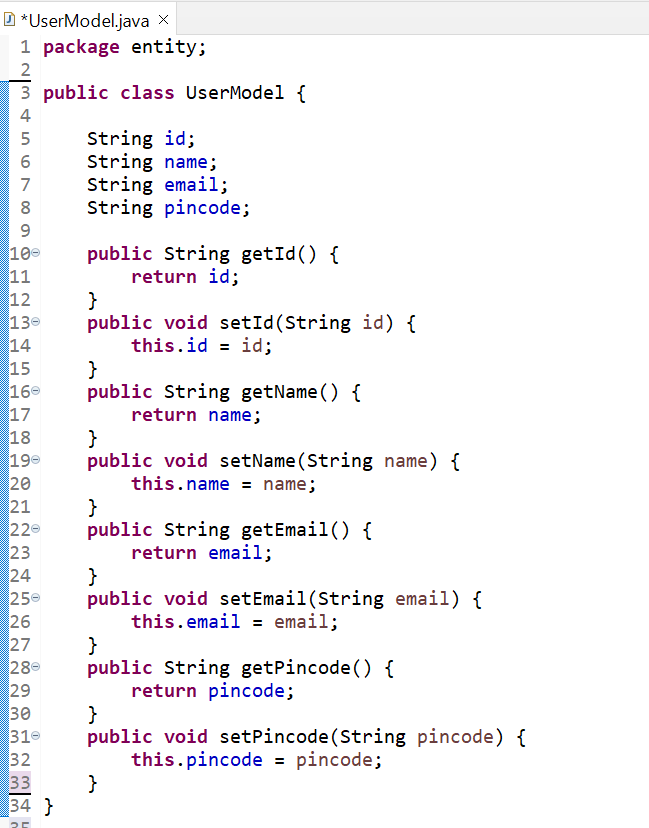 *UserModel.java ×
1 package entity;
2
3 public class UserModel {
4
5     String id;
6     String name;
7     String email;
8     String pincode;
9
10     public String getId() {
11         return id;
12     }
13     public void setId(String id) {
14         this.id = id;
15     }
16     public String getName() {
17         return name;
18     }
19     public void setName(String name) {
20         this.name = name;
21     }
22     public String getEmail() {
23         return email;
24     }
25     public void setEmail(String email) {
26         this.email = email;
27     }
28     public String getPincode() {
29         return pincode;
30     }
31     public void setPincode(String pincode) {
32         this.pincode = pincode;
33     }
34 }
35